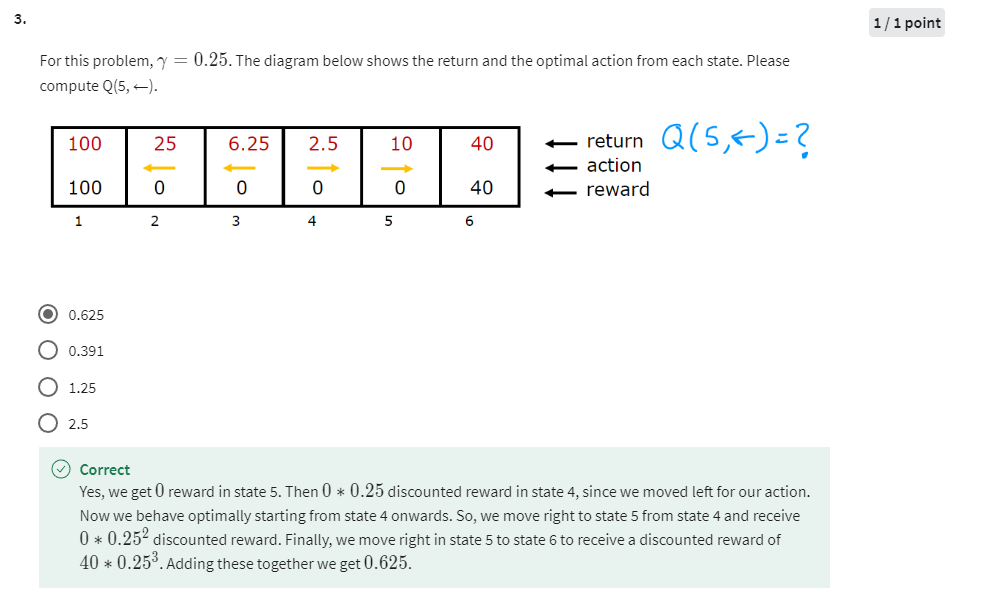 3.
1 / 1 point
For this problem, γ = 0.25. The diagram below shows the return and the optimal action from each state. Please
compute Q(5, ←).
100 25 6.25 2.5 10 40 ← return Q(5,←)=?
← ← → → ← action
100 0 0 0 0 40 ← reward
1 2 3 4 5 6
0.625
0.391
1.25
2.5
Correct
Yes, we get 0 reward in state 5. Then 0 * 0.25 discounted reward in state 4, since we moved left for our action.
Now we behave optimally starting from state 4 onwards. So, we move right to state 5 from state 4 and receive
0 * 0.25² discounted reward. Finally, we move right in state 5 to state 6 to receive a discounted reward of
40 * 0.25³. Adding these together we get 0.625.